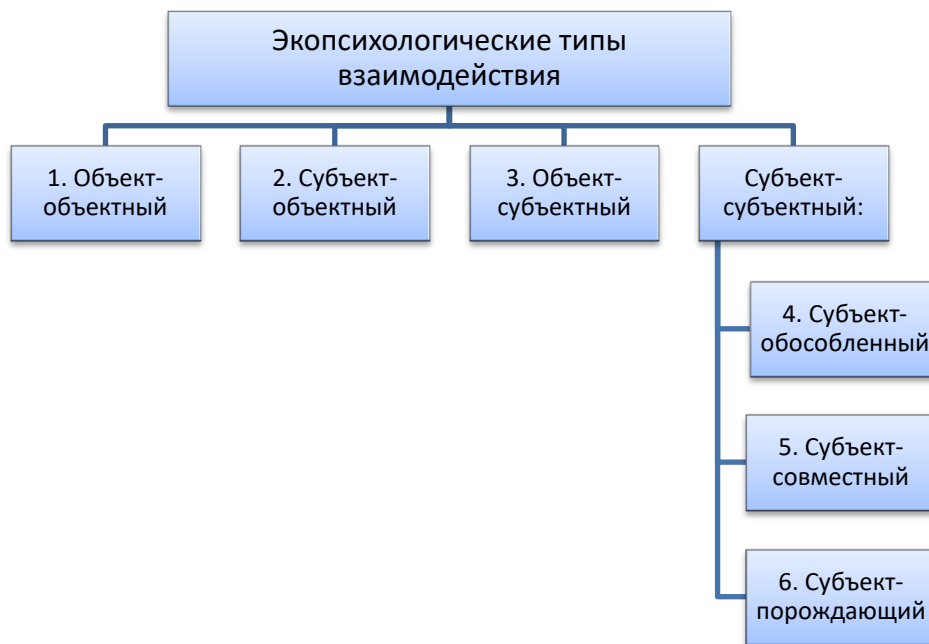 Экопсихологические типы
взаимодействия
1. Объект-
объектный
2. Субъект-
объектный
3. Объект-
субъектный
Субъект-
субъектный:
4. Субъект-
обособленный
5. Субъект-
совместный
6. Субъект-
порождающий